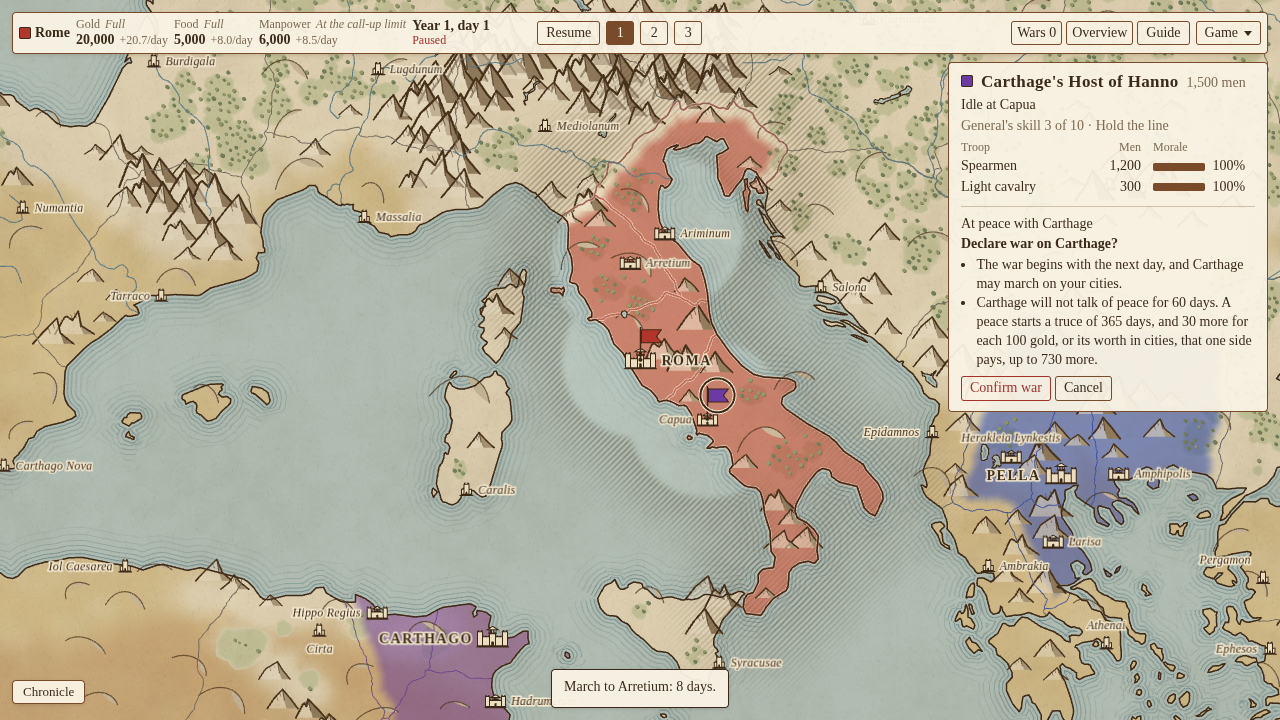 Rome
Gold Full
20,000 +20.7/day
Food Full
5,000 +8.0/day
Manpower At the call-up limit
6,000 +8.5/day
Year 1, day 1
Paused
Resume
1
2
3
Wars 0
Overview
Guide
Game
Carthage's Host of Hanno 1,500 men
Idle at Capua
General's skill 3 of 10 · Hold the line
Troop Men Morale
Spearmen 1,200 100%
Light cavalry 300 100%
At peace with Carthage
Declare war on Carthage?
• The war begins with the next day, and Carthage
may march on your cities.
• Carthage will not talk of peace for 60 days. A
peace starts a truce of 365 days, and 30 more for
each 100 gold, or its worth in cities, that one side
pays, up to 730 more.
Confirm war
Cancel
Burdigala
Lugdunum
Mediolanum
Numantia
Massalia
Ariminum
Arretium
Salona
Tarraco
ROMA
Capua
Epidamnos
Herakleia Lynkestis
PELLA
Amphipolis
Carthago Nova
Caralis
Larisa
Iol Caesarea
Ambrakia
Pergamon
Hippo Regius
CARTHAGO
Cirta
Athenai
Ephesos
Syracusae
Chronicle
March to Arretium: 8 days.